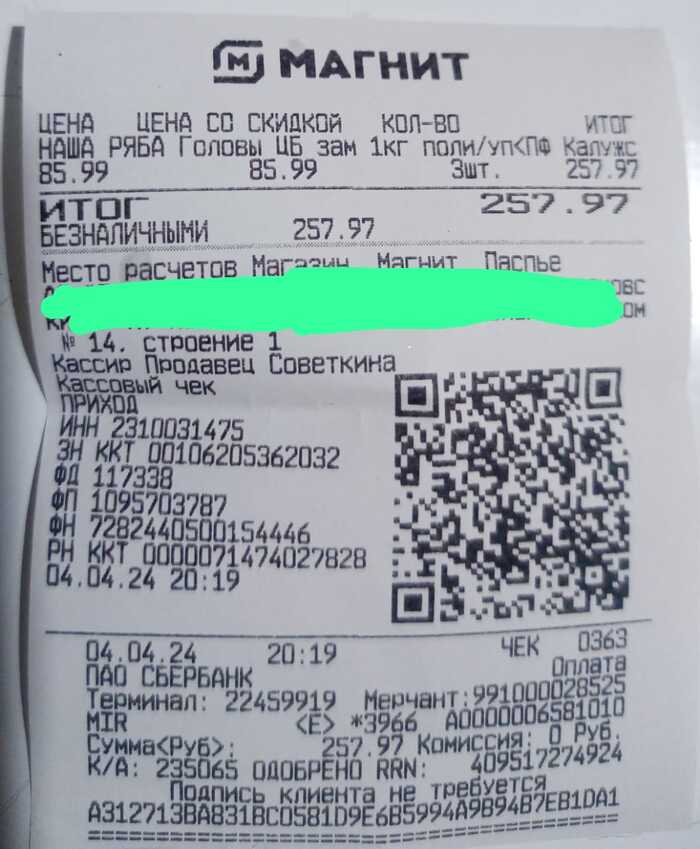 МАГНИТ
ЦЕНА ЦЕНА СО СКИДКОЙ КОЛ-ВО ИТОГ
НАША РЯБА Головы ЦБ зам 1кг поли/уп<ПФ Калужс
85.99 85.99 3шт. 257.97
ИТОГ 257.97
БЕЗНАЛИЧНЫМИ 257.97
Место расчетов Магазин Магнит Паспье
№ 14. строение 1
Кассир Продавец Советкина
Кассовый чек
ПРИХОД
ИНН 2310031475
ЗН ККТ 00106205362032
ФД 117338
ФП 1095703787
ФН 7282440500154446
РН ККТ 0000071474027828
04.04.24 20:19
04.04.24 20:19 ЧЕК 0363
ПАО СБЕРБАНК Оплата
Терминал: 22459919 Мерчант:991000028525
MIR <E> *3966 A0000006581010
Сумма<Руб>: 257.97 Комиссия: 0 Руб.
К/А: 235065 ОДОБРЕНО RRN: 409517274924
Подпись клиента не требуется
A312713BA831BC0581D9E6B5994A9B94B7EB1DA1